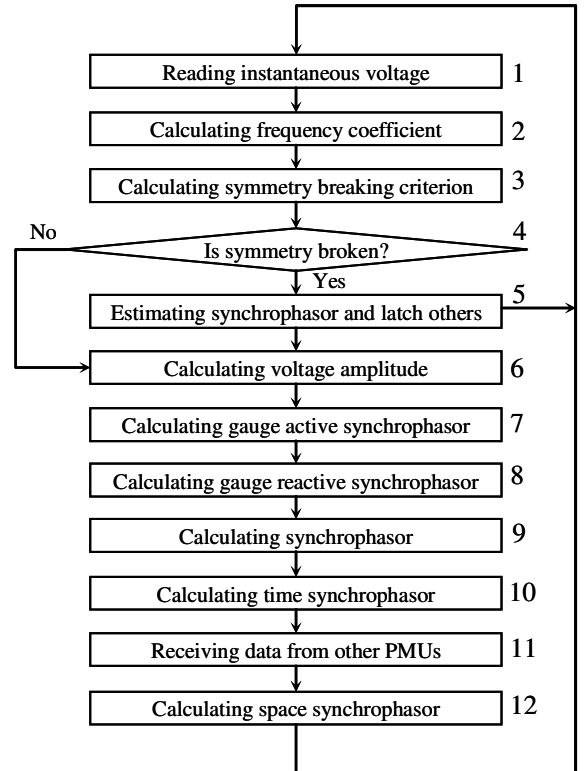 Reading instantaneous voltage 1
Calculating frequency coefficient 2
Calculating symmetry breaking criterion 3
No
Is symmetry broken? 4
Yes
Estimating synchrophasor and latch others 5
Calculating voltage amplitude 6
Calculating gauge active synchrophasor 7
Calculating gauge reactive synchrophasor 8
Calculating synchrophasor 9
Calculating time synchrophasor 10
Receiving data from other PMUs 11
Calculating space synchrophasor 12